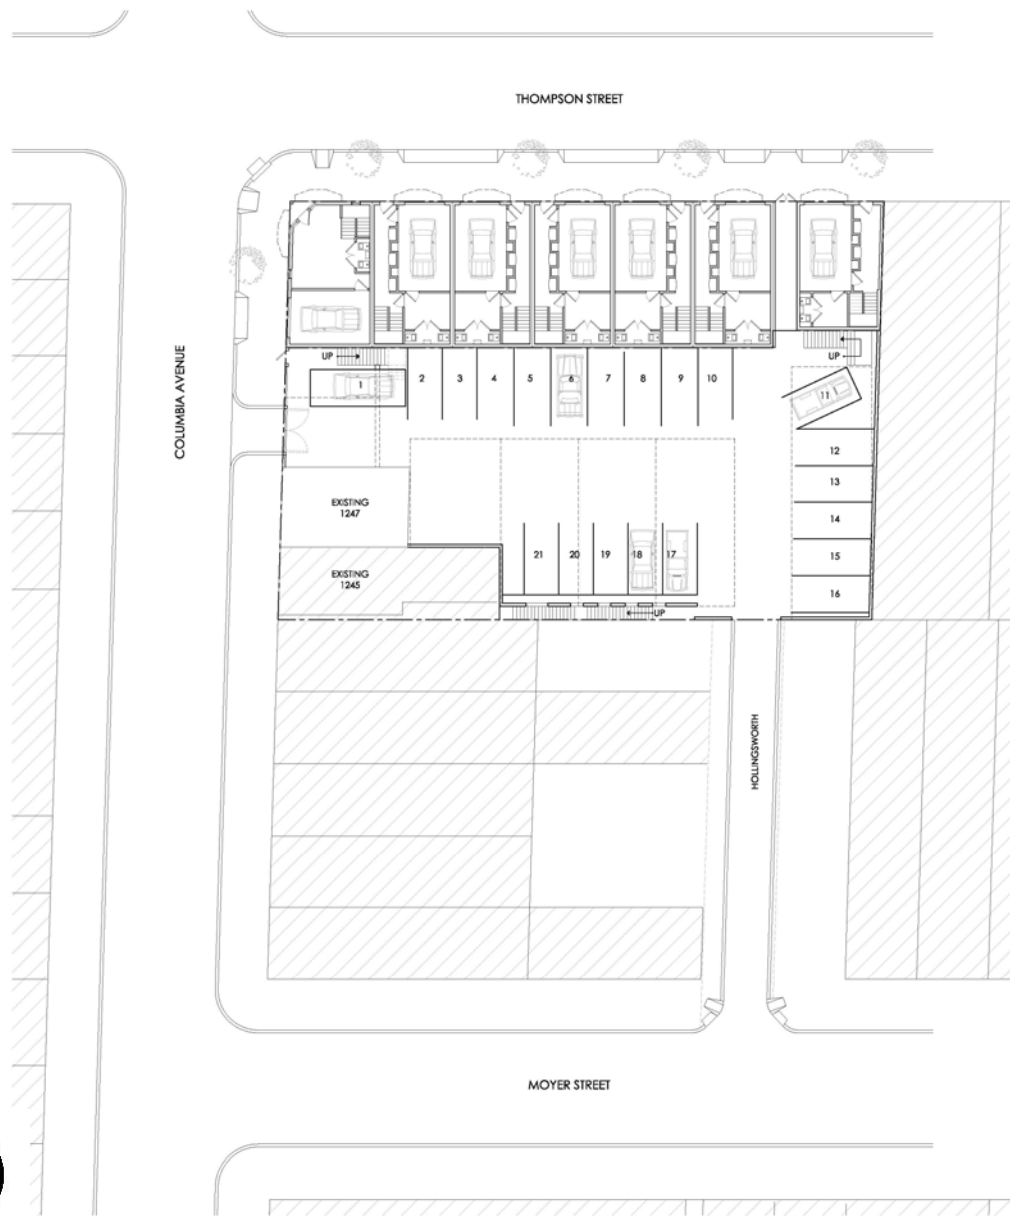 THOMPSON STREET
COLUMBIA AVENUE
UP
UP
1
2
3
4
5
6
7
8
9
10
11
12
13
14
15
16
EXISTING
1247
EXISTING
1245
21
20
19
18
17
UP
HOLLINGSWORTH
MOYER STREET